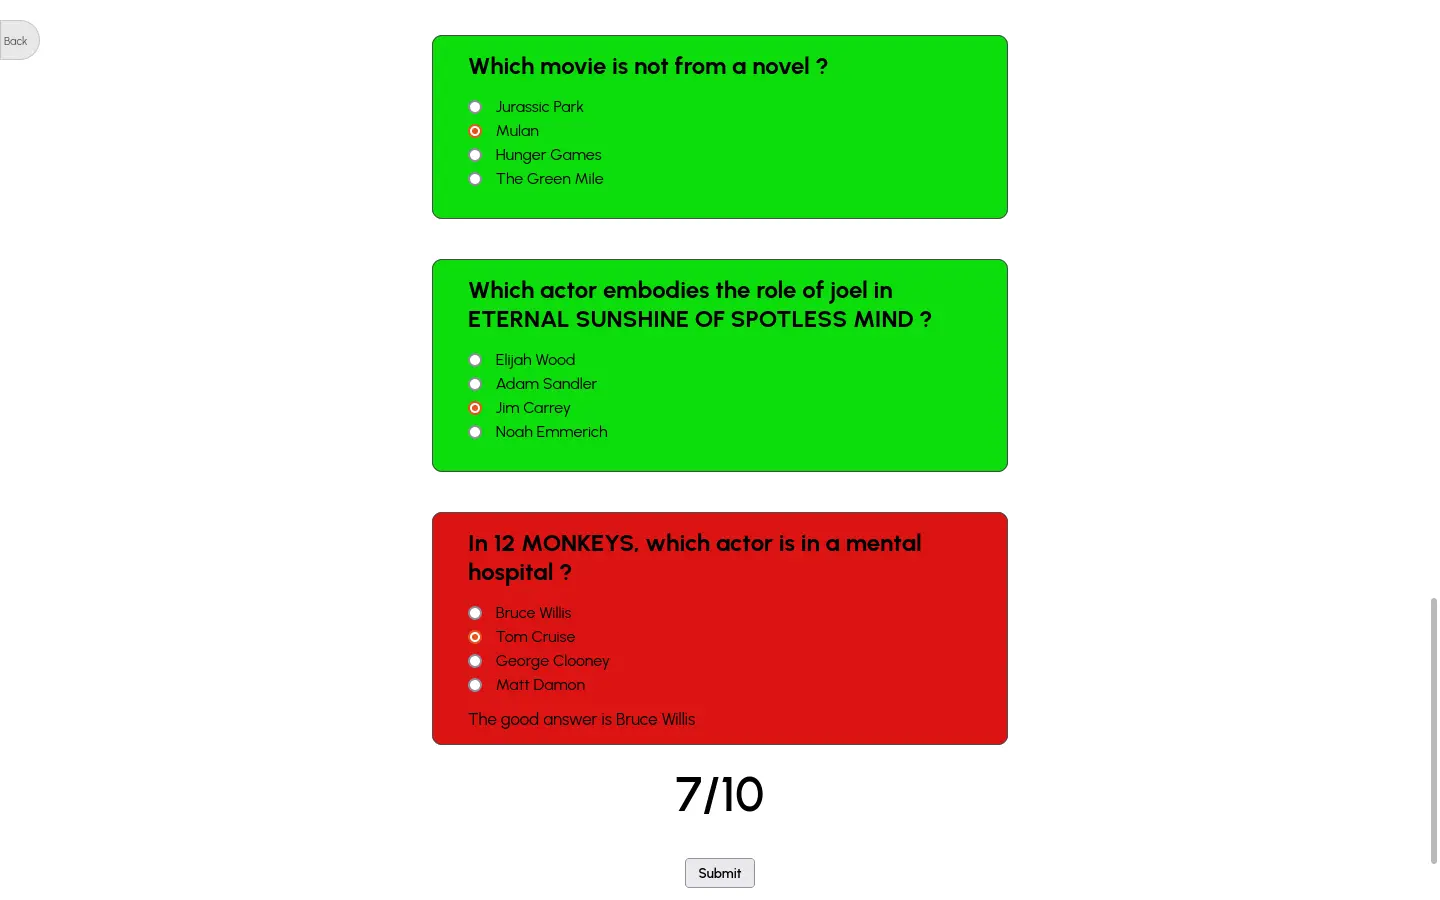 Back
Which movie is not from a novel ?
Jurassic Park
Mulan
Hunger Games
The Green Mile
Which actor embodies the role of joel in
ETERNAL SUNSHINE OF SPOTLESS MIND ?
Elijah Wood
Adam Sandler
Jim Carrey
Noah Emmerich
In 12 MONKEYS, which actor is in a mental
hospital ?
Bruce Willis
Tom Cruise
George Clooney
Matt Damon
The good answer is Bruce Willis
7/10
Submit